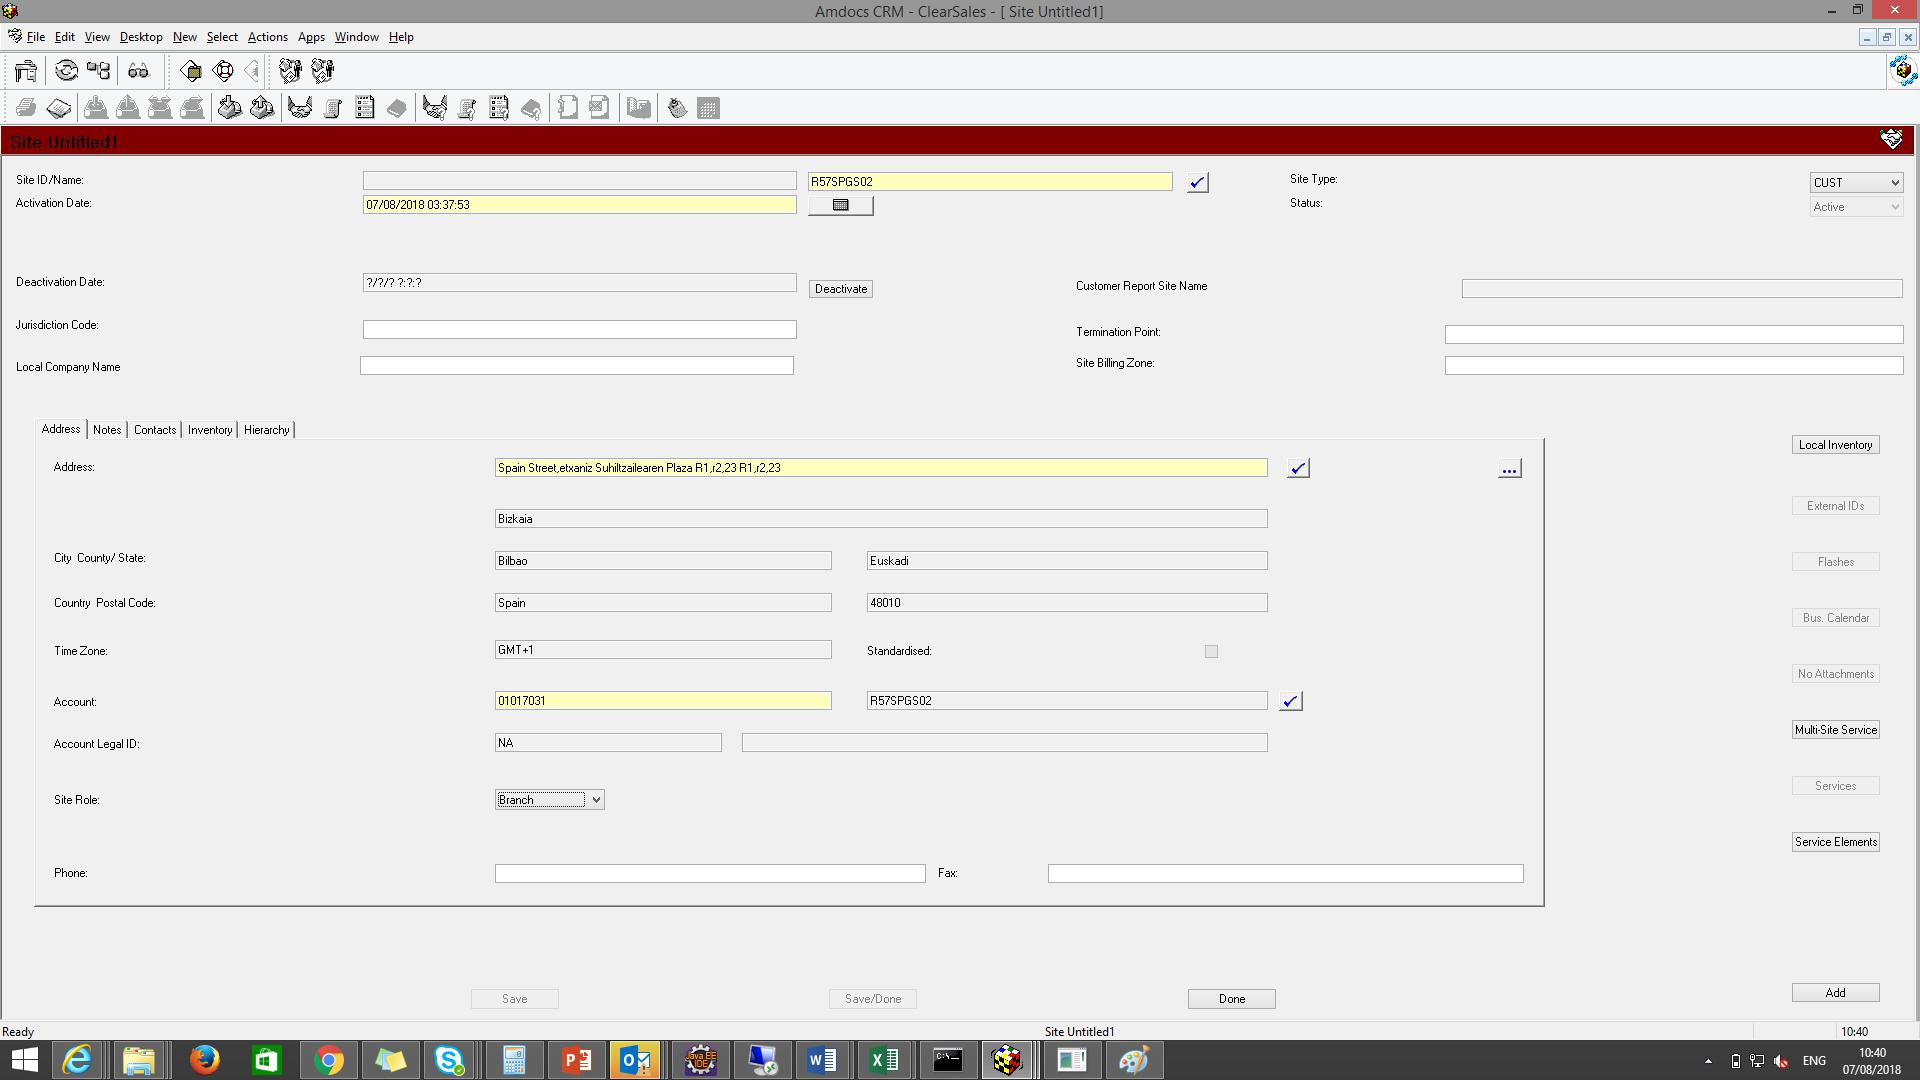 Amdocs CRM - ClearSales - [ Site Untitled1]
File Edit View Desktop New Select Actions Apps Window Help
Site Untitled1
Site ID/Name: R57SPGS02 Site Type: CUST
Activation Date: 07/08/2018 03:37:53 Status: Active
Deactivation Date: ?/?/? ?:?:? Deactivate Customer Report Site Name
Jurisdiction Code: Termination Point:
Local Company Name Site Billing Zone:
Address Notes Contacts Inventory Hierarchy
Local Inventory
Address: Spain Street,etxaniz Suhiltzailearen Plaza R1,r2,23 R1,r2,23 ...
External IDs
Bizkaia
City County/ State: Bilbao Euskadi
Flashes
Country Postal Code: Spain 48010
Bus. Calendar
Time Zone: GMT+1 Standardised:
No Attachments
Account: 01017031 R57SPGS02
Multi-Site Service
Account Legal ID: NA
Services
Site Role: Branch
Service Elements
Phone: Fax:
Save Save/Done Done Add
Ready Site Untitled1 10:40
ENG 10:40
07/08/2018